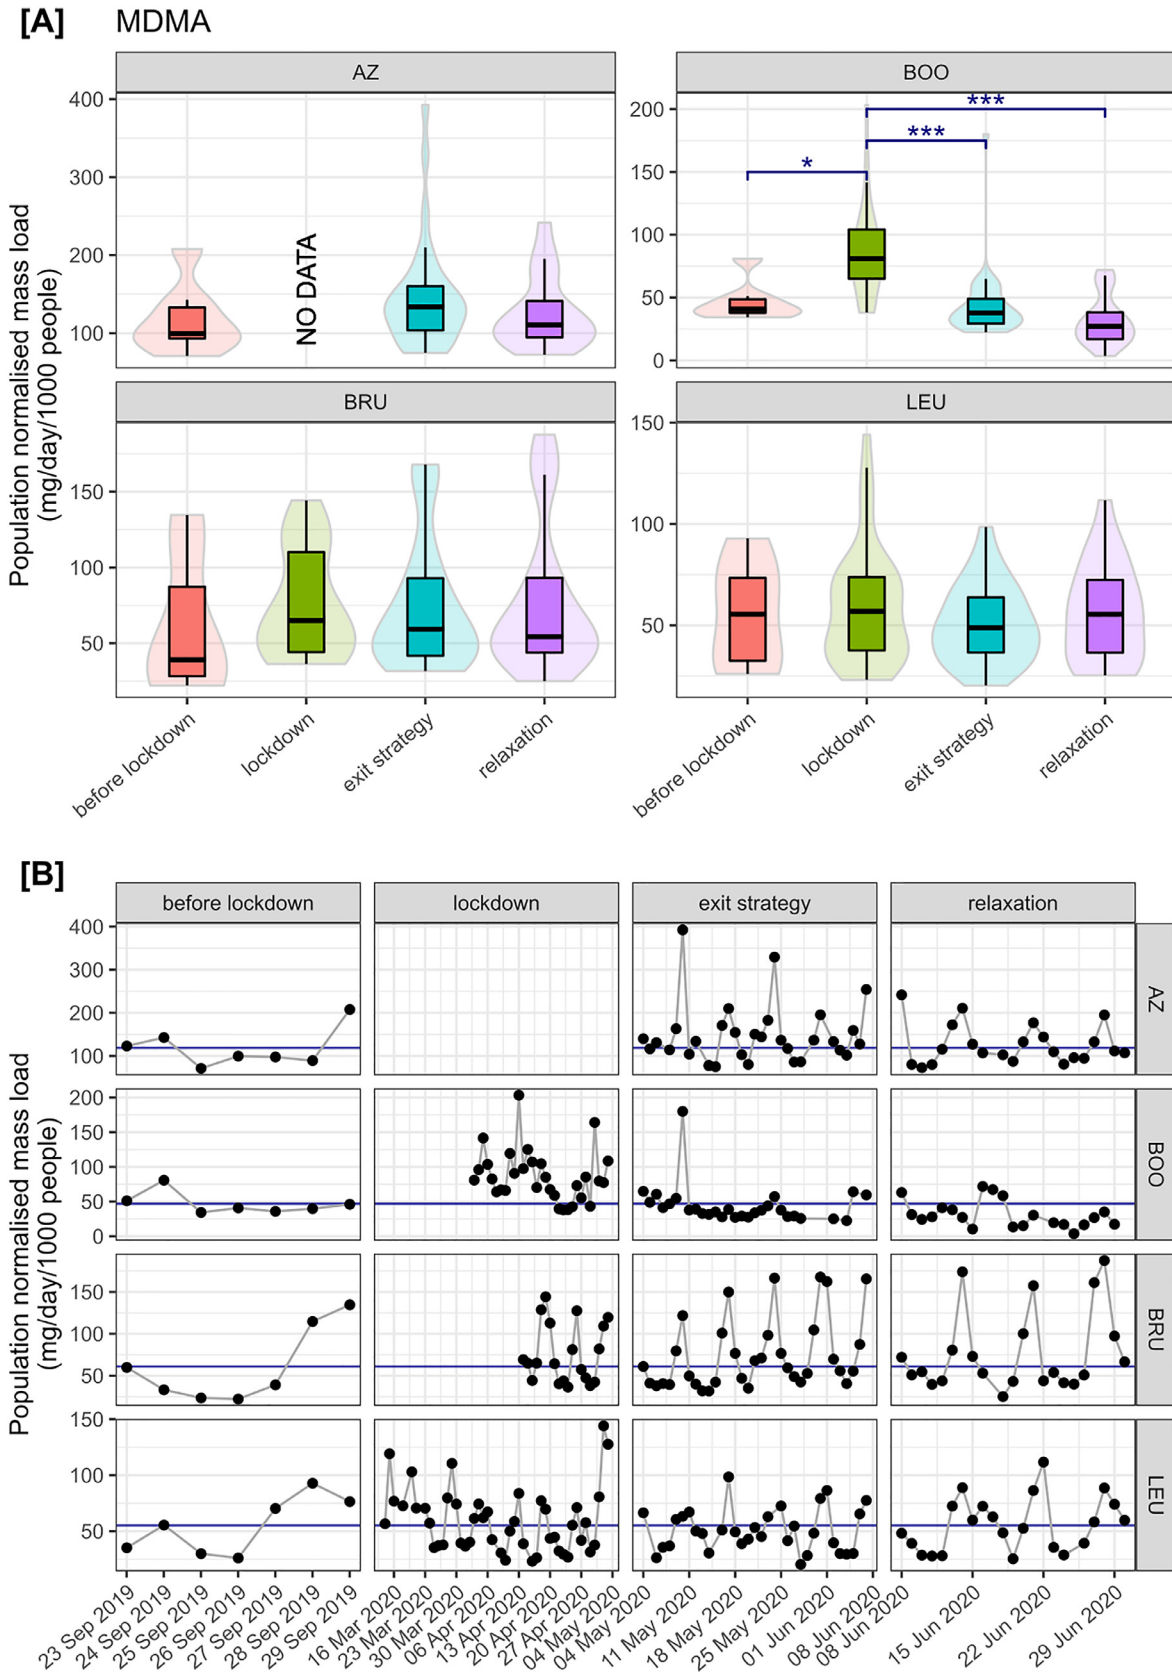 [A] MDMA
AZ
BOO
400
300
200
100
NO DATA
200
150
100
50
0
*
***
***
BRU
LEU
150
100
50
150
100
50
Population normalised mass load
(mg/day/1000 people)
before lockdown
lockdown
exit strategy
relaxation
before lockdown
lockdown
exit strategy
relaxation
[B]
before lockdown
lockdown
exit strategy
relaxation
400
300
200
100
AZ
200
150
100
50
0
BOO
150
100
50
BRU
150
100
50
LEU
Population normalised mass load
(mg/day/1000 people)
23 Sep 2019
24 Sep 2019
25 Sep 2019
26 Sep 2019
27 Sep 2019
28 Sep 2019
29 Sep 2019
16 Mar 2020
23 Mar 2020
30 Mar 2020
06 Apr 2020
13 Apr 2020
20 Apr 2020
27 Apr 2020
04 May 2020
04 May 2020
11 May 2020
18 May 2020
25 May 2020
01 Jun 2020
08 Jun 2020
08 Jun 2020
15 Jun 2020
22 Jun 2020
29 Jun 2020